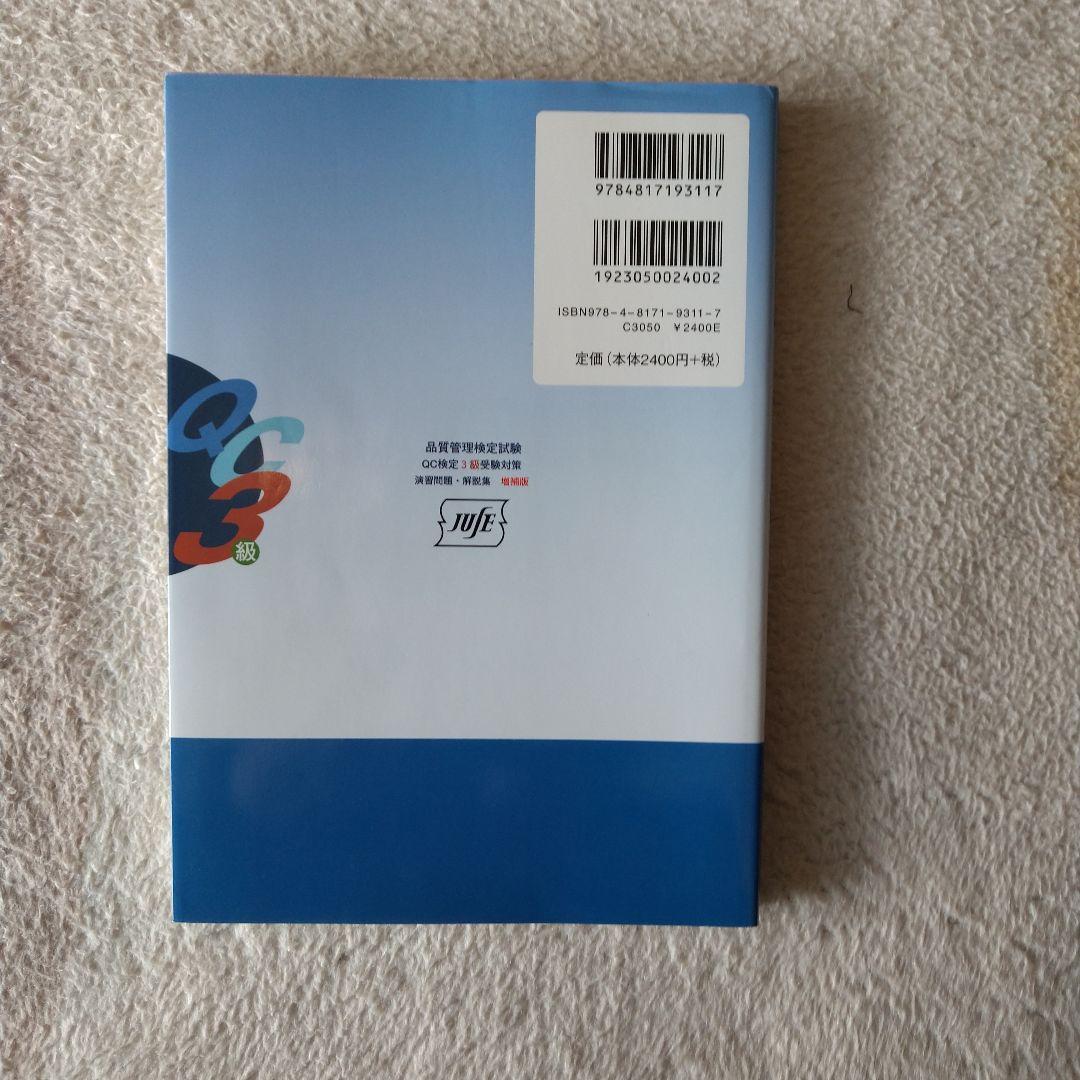 9784817193117
1923050024002
ISBN978-4-8171-9311-7
C3050 ¥2400E
定価(本体2400円+税)
QC
3
級
品質管理検定試験
QC検定3級受験対策
演習問題・解説集 増補版
JUSE